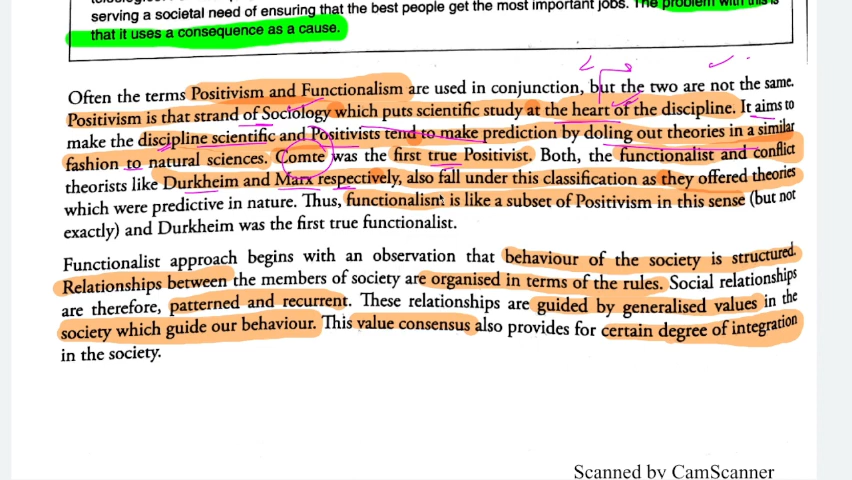 serving a societal need of ensuring that the best people get the most important jobs. The problem with this is
that it uses a consequence as a cause.
Often the terms Positivism and Functionalism are used in conjunction, but the two are not the same.
Positivism is that strand of Sociology which puts scientific study at the heart of the discipline. It aims to
make the discipline scientific and Positivists tend to make prediction by doling out theories in a similar
fashion to natural sciences. Comte was the first true Positivist. Both, the functionalist and conflict
theorists like Durkheim and Marx respectively, also fall under this classification as they offered theories
which were predictive in nature. Thus, functionalism is like a subset of Positivism in this sense (but not
exactly) and Durkheim was the first true functionalist.
Functionalist approach begins with an observation that behaviour of the society is structured.
Relationships between the members of society are organised in terms of the rules. Social relationships
are therefore, patterned and recurrent. These relationships are guided by generalised values in the
society which guide our behaviour. This value consensus also provides for certain degree of integration
in the society.
Scanned by CamScanner